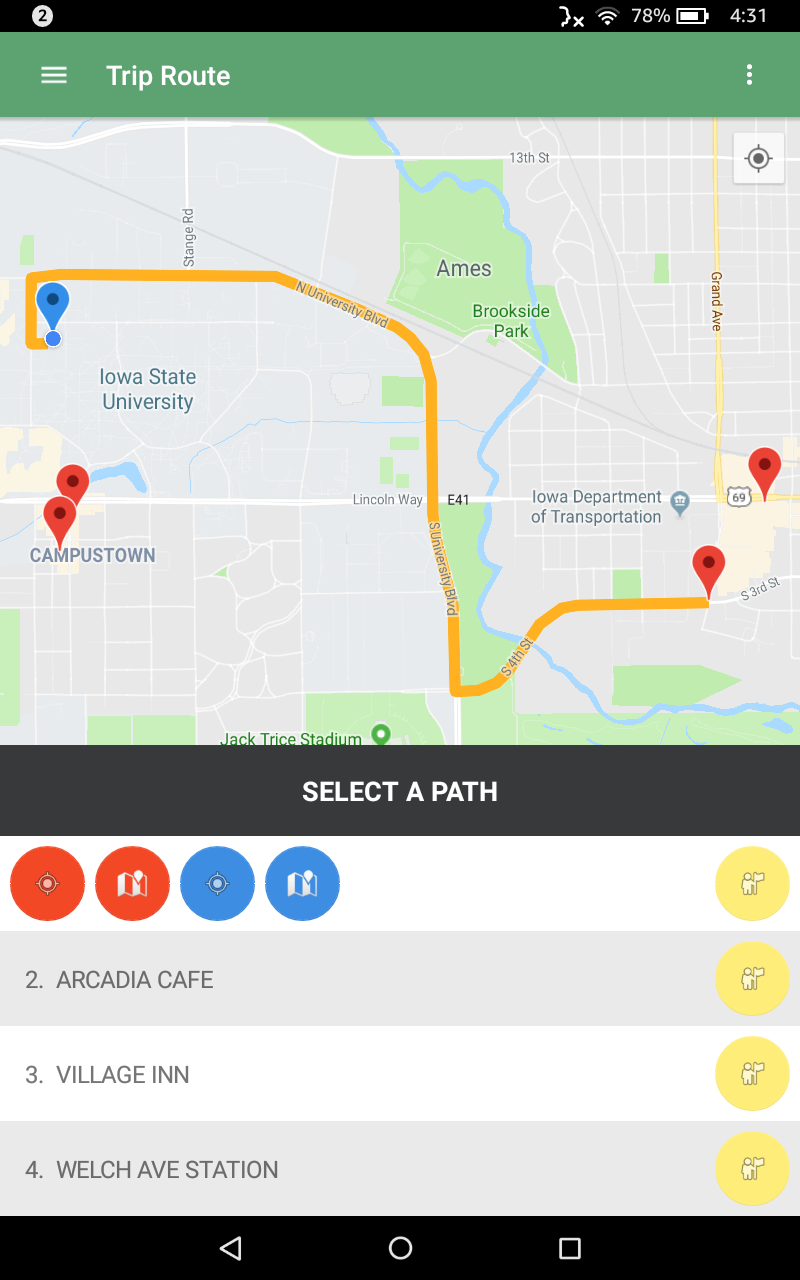 2
78%
4:31
Trip Route
13th St
Stange Rd
Ames
Grand Ave
N University Blvd
Brookside
Park
Iowa State
University
Lincoln Way
E41
Iowa Department
of Transportation
69
CAMPUSTOWN
S University Blvd
S 3rd St
S 4th St
Jack Trice Stadium
SELECT A PATH
2. ARCADIA CAFE
3. VILLAGE INN
4. WELCH AVE STATION